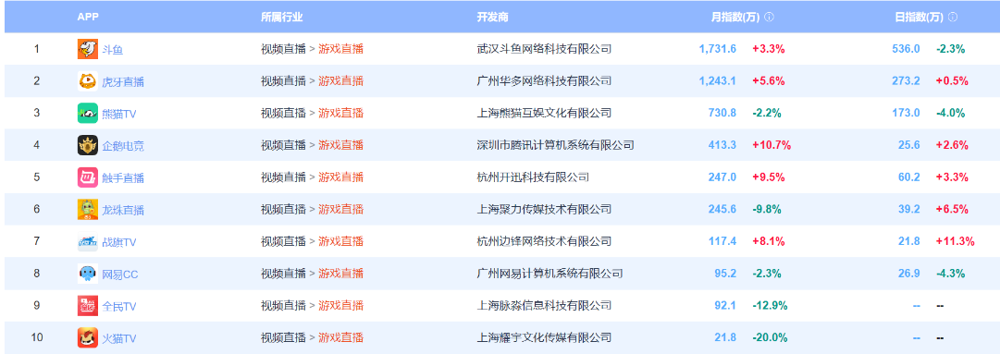 APP 所属行业 开发商 月指数(万) 日指数(万)
1 斗鱼 视频直播 > 游戏直播 武汉斗鱼网络科技有限公司 1,731.6 +3.3% 536.0 -2.3%
2 虎牙直播 视频直播 > 游戏直播 广州华多网络科技有限公司 1,243.1 +5.6% 273.2 +0.5%
3 熊猫TV 视频直播 > 游戏直播 上海熊猫互娱文化有限公司 730.8 -2.2% 173.0 -4.0%
4 企鹅电竞 视频直播 > 游戏直播 深圳市腾讯计算机系统有限公司 413.3 +10.7% 25.6 +2.6%
5 触手直播 视频直播 > 游戏直播 杭州开迅科技有限公司 247.0 +9.5% 60.2 +3.3%
6 龙珠直播 视频直播 > 游戏直播 上海聚力传媒技术有限公司 245.6 -9.8% 39.2 +6.5%
7 战旗TV 视频直播 > 游戏直播 杭州边锋网络技术有限公司 117.4 +8.1% 21.8 +11.3%
8 网易CC 视频直播 > 游戏直播 广州网易计算机系统有限公司 95.2 -2.3% 26.9 -4.3%
9 全民TV 视频直播 > 游戏直播 上海脉淼信息科技有限公司 92.1 -12.9% -- --
10 火猫TV 视频直播 > 游戏直播 上海耀宇文化传媒有限公司 21.8 -20.0% -- --